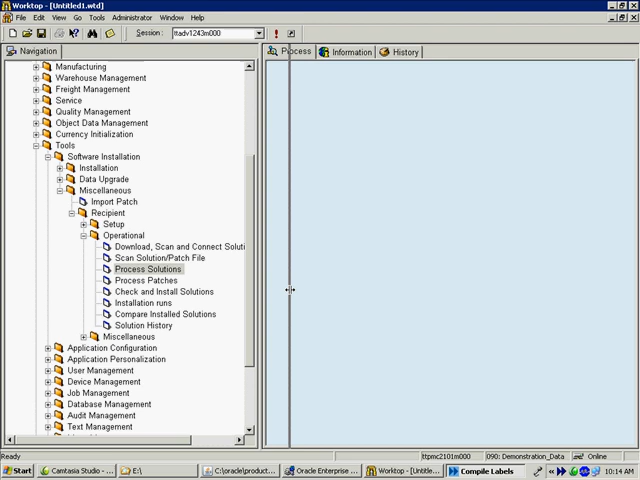 Worktop - [Untitled1.wtd]
File Edit View Go Tools Administrator Window Help
Session: ttadv1243m000
Navigation
Process Information History
Manufacturing
Warehouse Management
Freight Management
Service
Quality Management
Object Data Management
Currency Initialization
Tools
Software Installation
Installation
Data Upgrade
Miscellaneous
Import Patch
Recipient
Setup
Operational
Download, Scan and Connect Soluti
Scan Solution/Patch File
Process Solutions
Process Patches
Check and Install Solutions
Installation runs
Compare Installed Solutions
Solution History
Miscellaneous
Application Configuration
Application Personalization
User Management
Device Management
Job Management
Database Management
Audit Management
Text Management
Ready ttpmc2101m000 090: Demonstration_Data Online
Start Camtasia Studio - ... E:\ C:\oracle\product... Oracle Enterprise ... Worktop - [Untitle... Compile Labels 10:14 AM